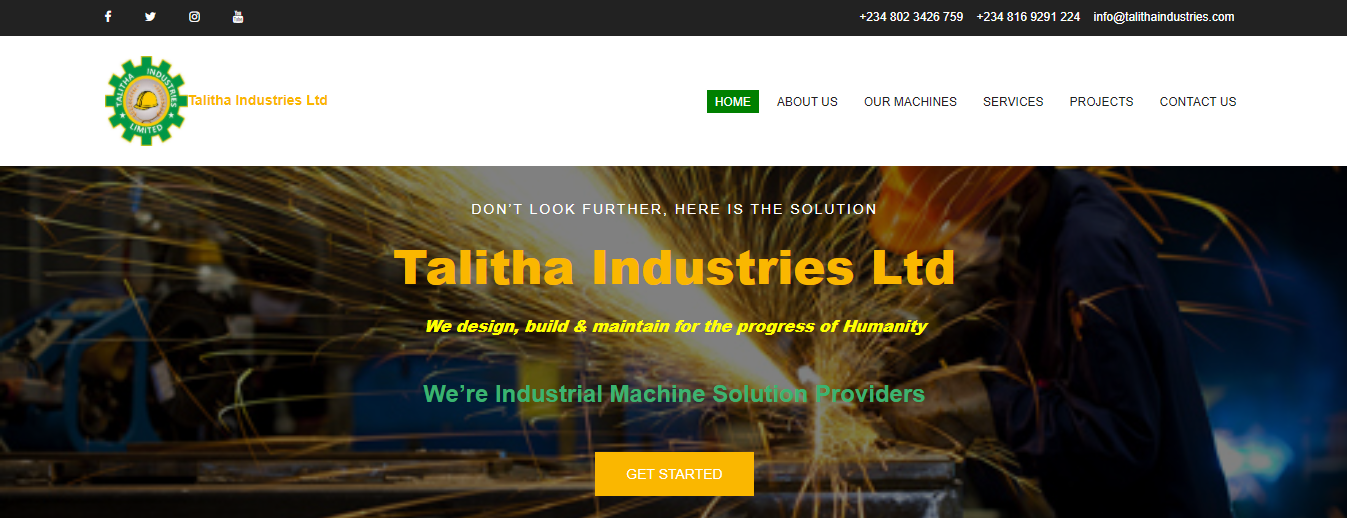 +234 802 3426 759 +234 816 9291 224 info@talithaindustries.com
TALITHA INDUSTRIES
LIMITED
Talitha Industries Ltd
HOME ABOUT US OUR MACHINES SERVICES PROJECTS CONTACT US
DON'T LOOK FURTHER, HERE IS THE SOLUTION
Talitha Industries Ltd
We design, build & maintain for the progress of Humanity
We're Industrial Machine Solution Providers
GET STARTED